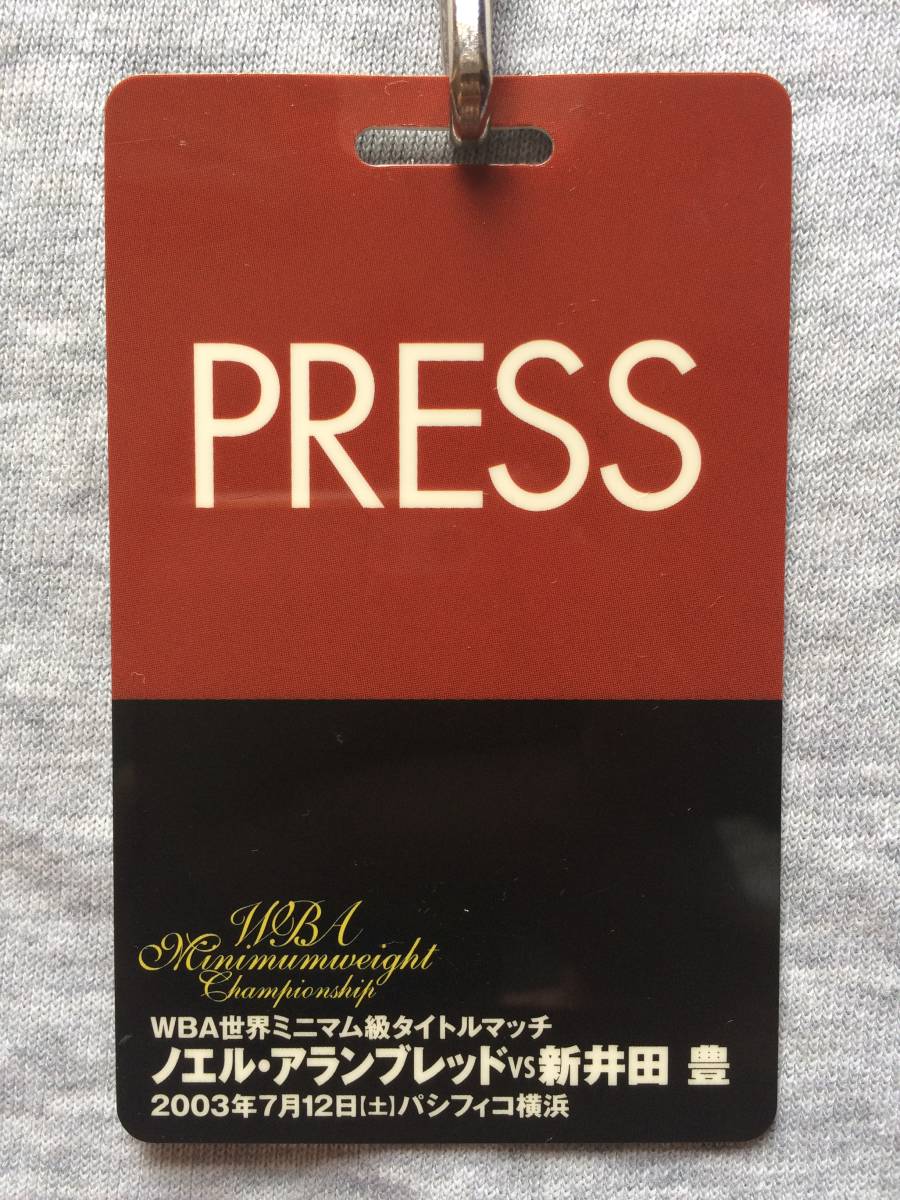 PRESS
WBA
Minimumweight
Championship
WBA世界ミニマム級タイトルマッチ
ノエル・アランブレッドVS新井田 豊
2003年7月12日[土]パシフィコ横浜